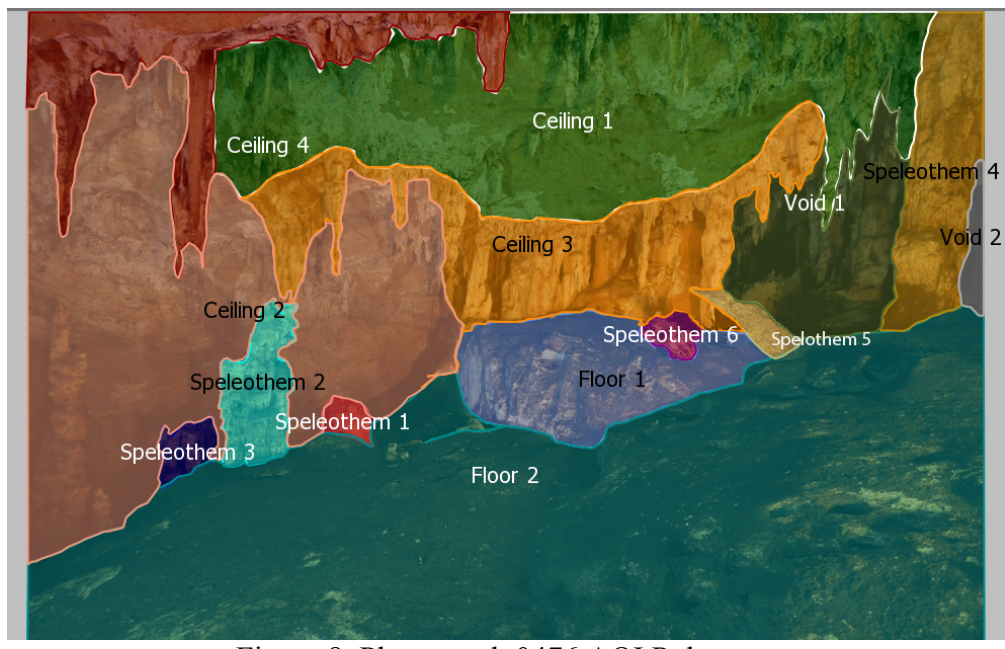 Ceiling 1
Ceiling 4
Speleothem 4
Void 1
Void 2
Ceiling 3
Ceiling 2
Speleothem 6
Spelothem 5
Speleothem 2
Floor 1
Speleothem 1
Speleothem 3
Floor 2